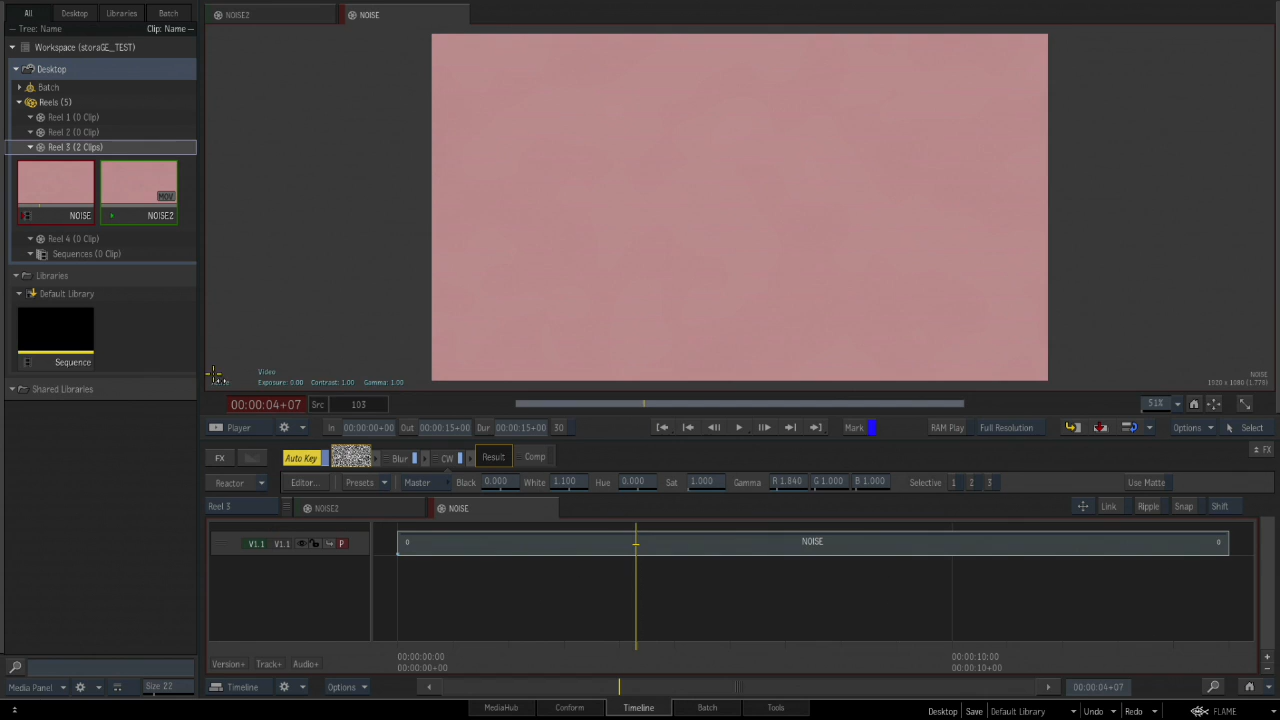 All Desktop Libraries Batch
Tree: Name Clip: Name
Workspace (storaGE_TEST)
Desktop
Batch
Reels (5)
Reel 1 (0 Clip)
Reel 2 (0 Clip)
Reel 3 (2 Clips)
MOV
NOISE NOISE2
Reel 4 (0 Clip)
Sequences (0 Clip)
Libraries
Default Library
Sequence
Shared Libraries
Media Panel Size 22
NOISE2 NOISE
Video
Exposure: 0.00 Contrast: 1.00 Gamma: 1.00
NOISE
1920 x 1080 (1.778)
00:00:04+07 Src 103 51%
Player In 00:00:00+00 Out 00:00:15+00 Dur 00:00:15+00 30 Mark RAM Play Full Resolution Options Select
FX Auto Key Blur CW Result Comp FX
Reactor Editor... Presets Master Black 0.000 White 1.100 Hue 0.000 Sat 1.000 Gamma R 1.840 G 1.000 B 1.000 Selective 1 2 3 Use Matte
Reel 3 NOISE2 NOISE Link Ripple Snap Shift
V1.1 V1.1 P 0 NOISE 0
00:00:00:00 00:00:10:00
Version+ Track+ Audio+ 00:00:00+00 00:00:10+00
Timeline Options 00:00:04+07
MediaHub Conform Timeline Batch Tools Desktop Save Default Library Undo Redo FLAME